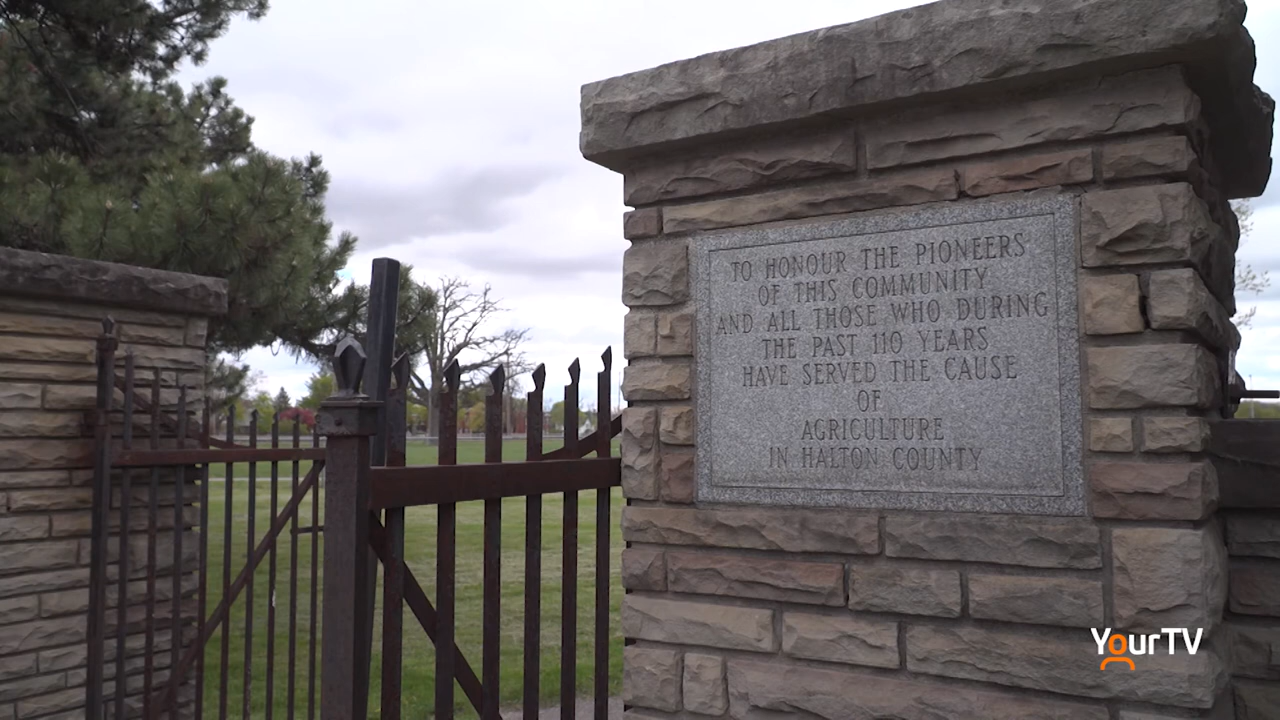 TO HONOUR THE PIONEERS
OF THIS COMMUNITY
AND ALL THOSE WHO DURING
THE PAST 110 YEARS
HAVE SERVED THE CAUSE
OF
AGRICULTURE
IN HALTON COUNTY
YourTV